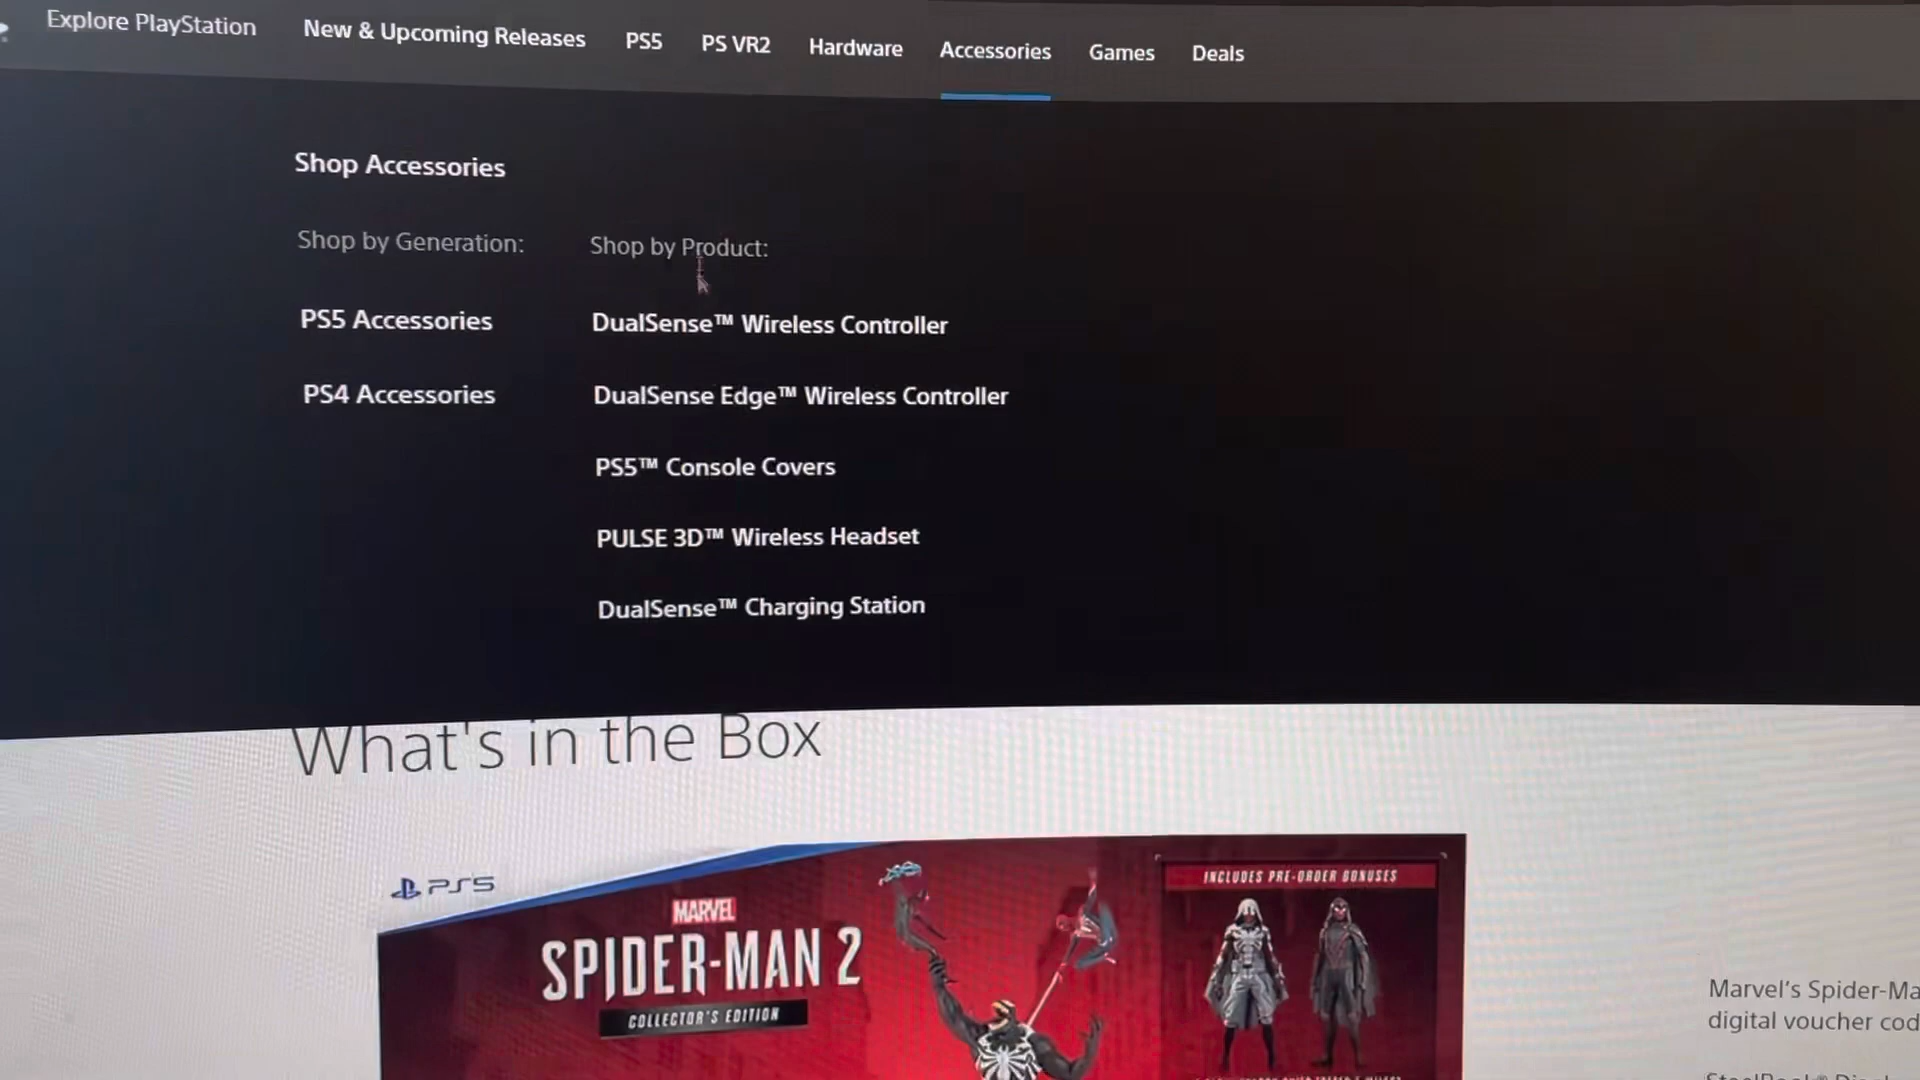 Explore PlayStation
New & Upcoming Releases
PS5
PS VR2
Hardware
Accessories
Games
Deals
Shop Accessories
Shop by Generation:
PS5 Accessories
PS4 Accessories
Shop by Product:
DualSense™ Wireless Controller
DualSense Edge™ Wireless Controller
PS5™ Console Covers
PULSE 3D™ Wireless Headset
DualSense™ Charging Station
What's in the Box
PS5
MARVEL
SPIDER-MAN 2
COLLECTOR'S EDITION
INCLUDES PRE-ORDER BONUSES
Marvel's Spider-Ma
digital voucher cod